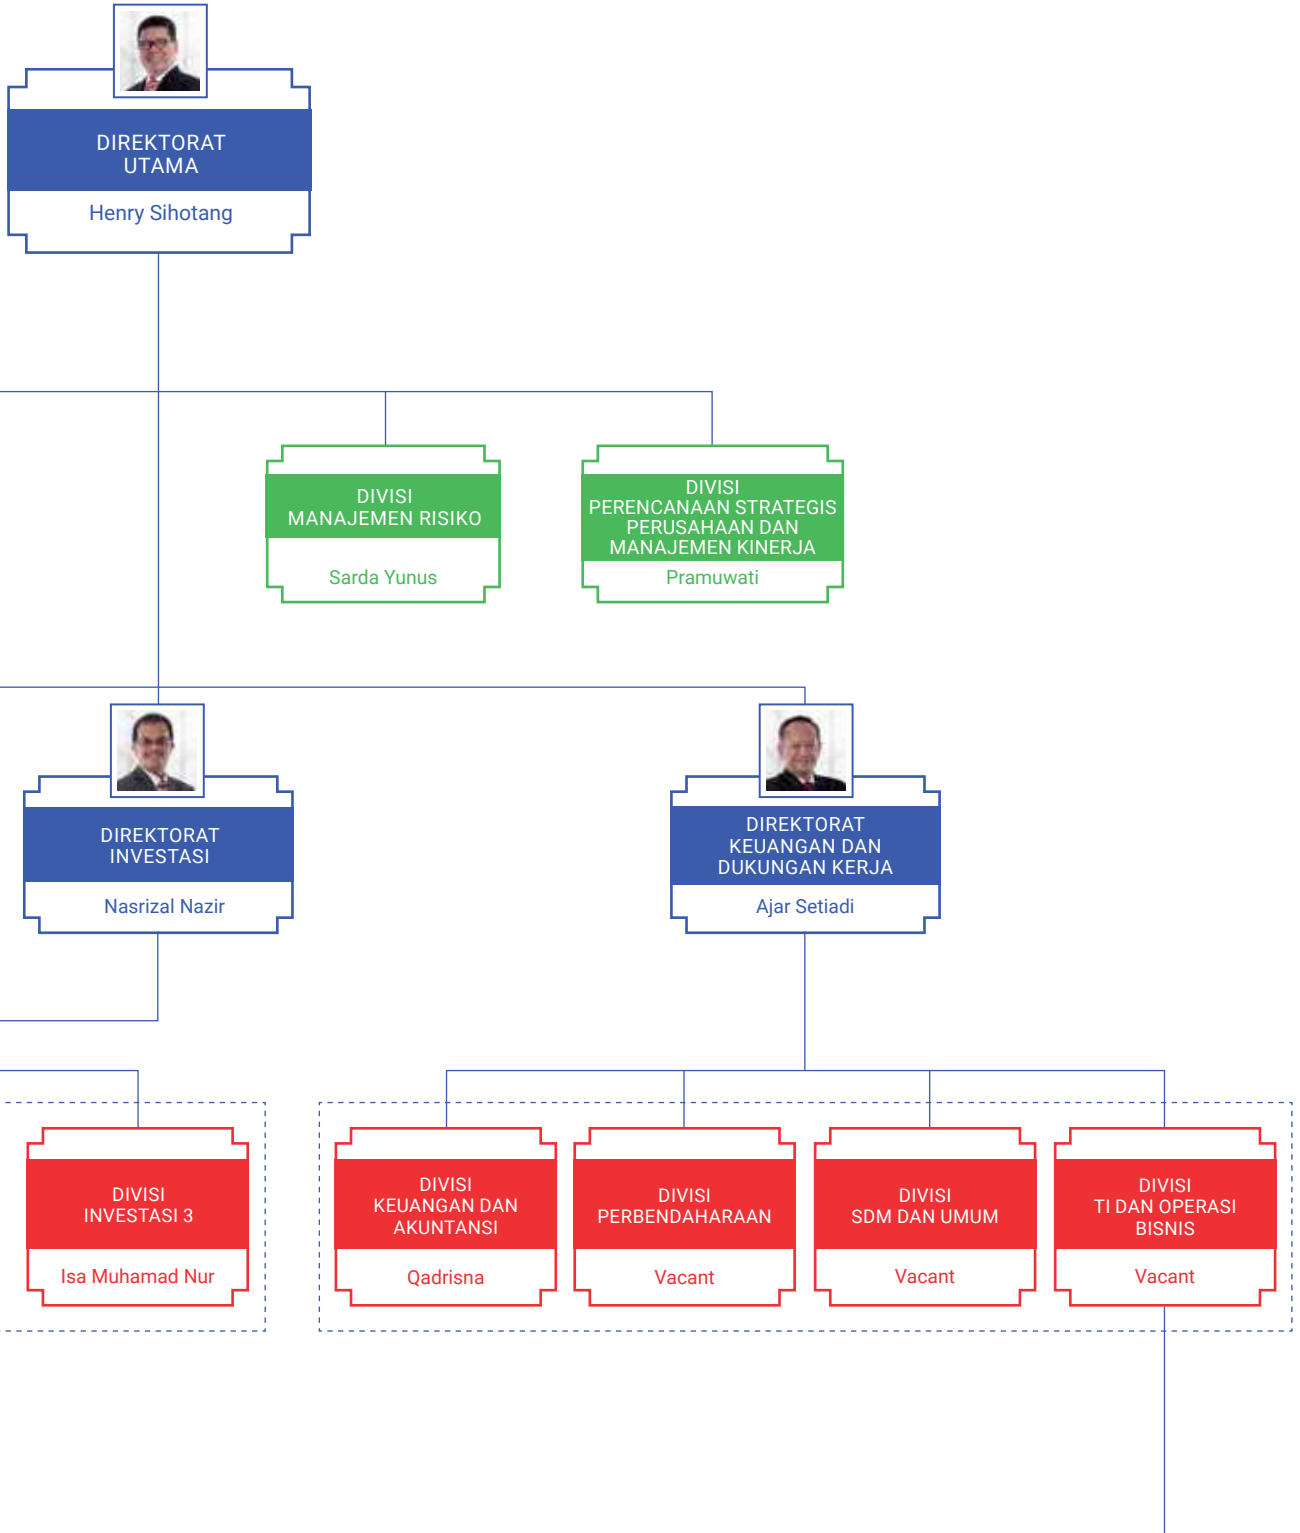 DIREKTORAT
UTAMA
Henry Sihotang
DIVISI
MANAJEMEN RISIKO
Sarda Yunus
DIVISI
PERENCANAAN STRATEGIS
PERUSAHAAN DAN
MANAJEMEN KINERJA
Pramuwati
DIREKTORAT
INVESTASI
Nasrizal Nazir
DIREKTORAT
KEUANGAN DAN
DUKUNGAN KERJA
Ajar Setiadi
DIVISI
INVESTASI 3
Isa Muhamad Nur
DIVISI
KEUANGAN DAN
AKUNTANSI
Qadrisna
DIVISI
PERBENDAHARAAN
Vacant
DIVISI
SDM DAN UMUM
Vacant
DIVISI
TI DAN OPERASI
BISNIS
Vacant